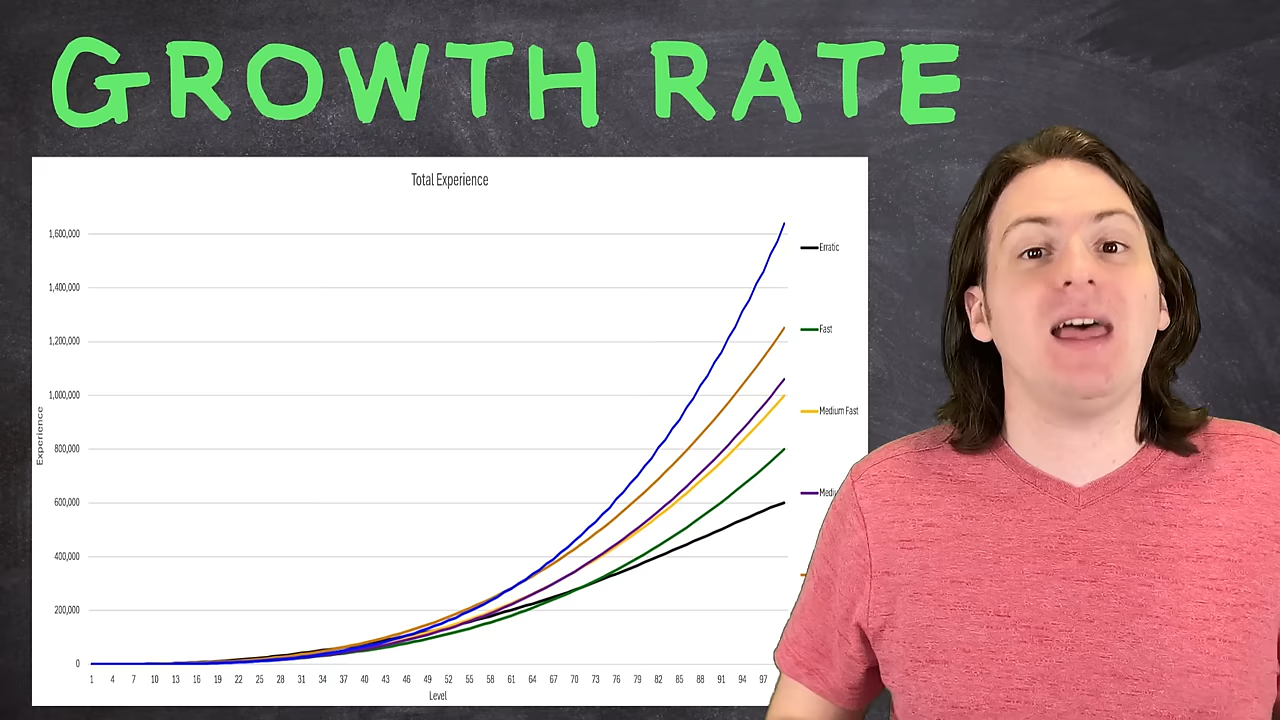 GROWTH RATE
Total Experience
1,600,000
1,400,000
1,200,000
1,000,000
800,000
600,000
400,000
200,000
0
Experience
1 4 7 10 13 16 19 22 25 28 31 34 37 40 43 46 49 52 55 58 61 64 67 70 73 76 79 82 85 88 91 94 97
Level
Erratic
Fast
Medium Fast